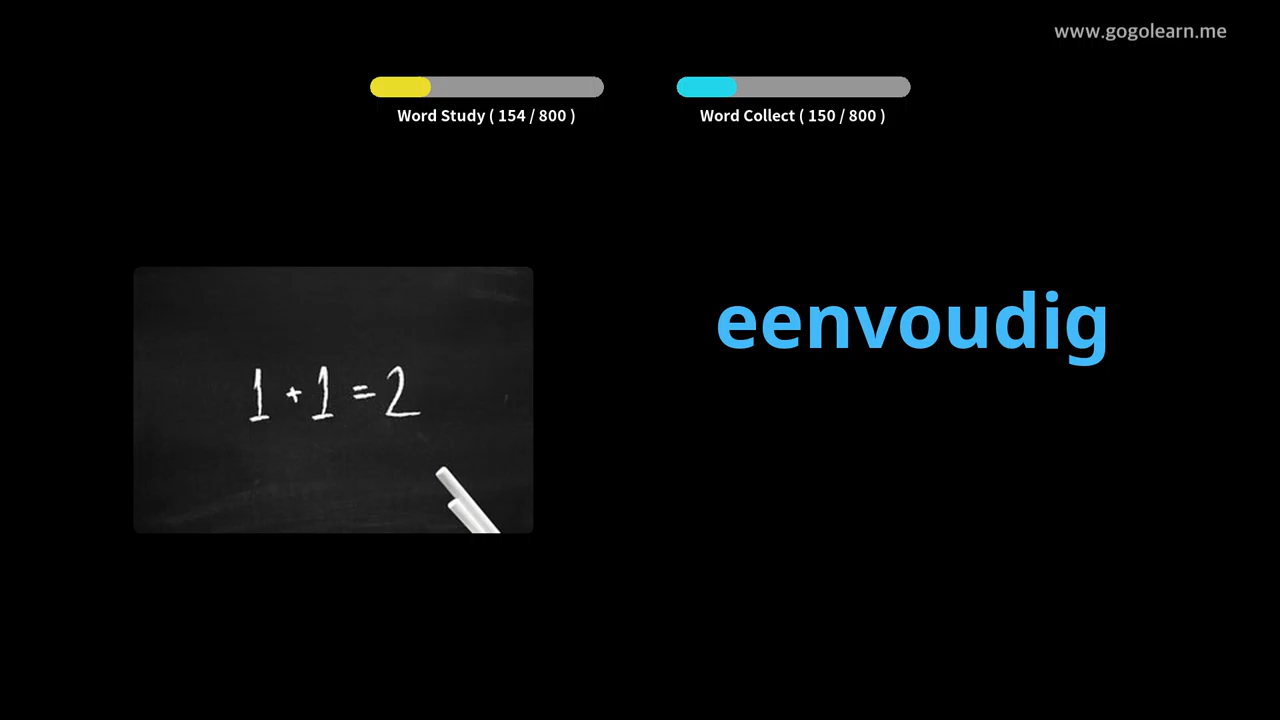 www.gogolearn.me
Word Study ( 154 / 800 )
Word Collect ( 150 / 800 )
eenvoudig
1 + 1 = 2